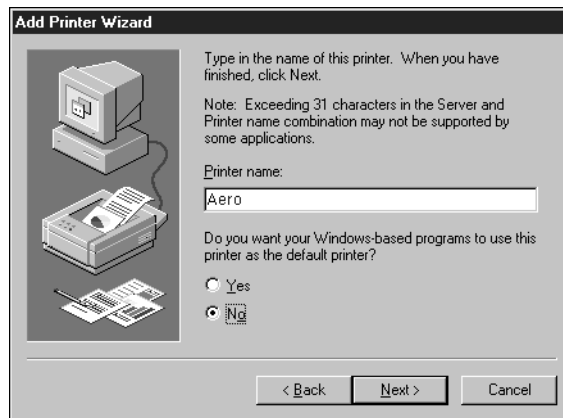 Add Printer Wizard
Type in the name of this printer. When you have
finished, click Next.
Note: Exceeding 31 characters in the Server and
Printer name combination may not be supported by
some applications.
Printer name:
Aero
Do you want your Windows-based programs to use this
printer as the default printer?
Yes
No
< Back
Next >
Cancel